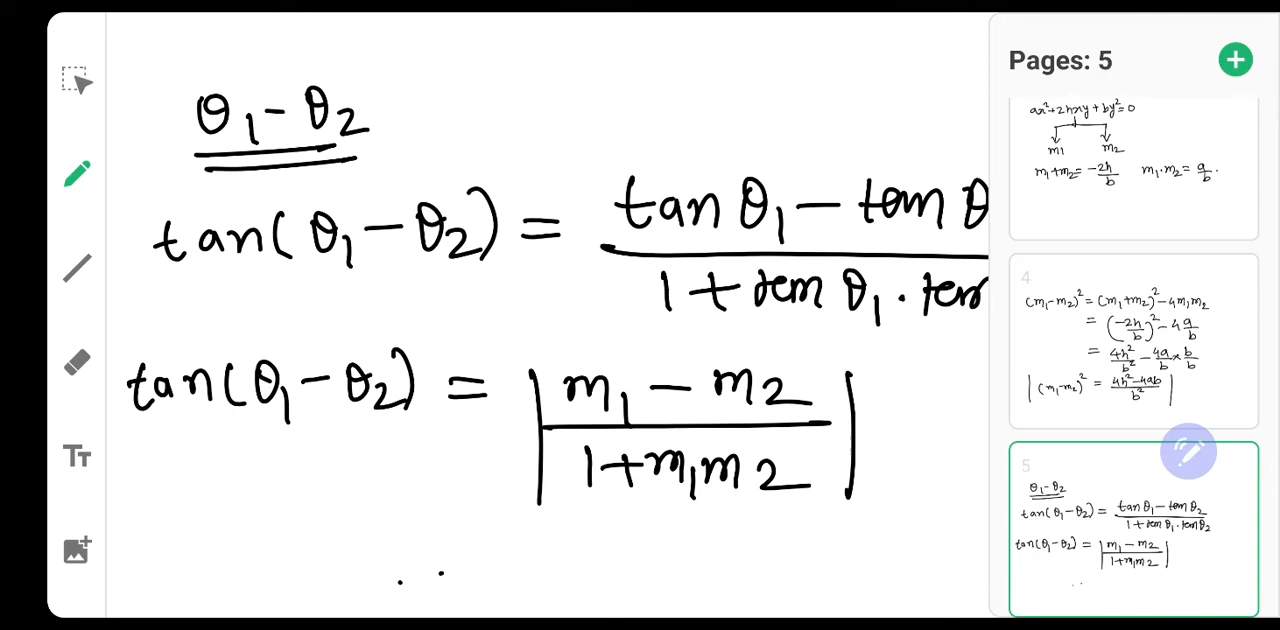 θ₁ - θ₂
tan(θ₁ - θ₂) = tan θ₁ - tan θ / 1 + tan θ₁ . tan
tan(θ₁ - θ₂) = | m₁ - m₂ / 1 + m₁m₂ |
Pages: 5
ax² + 2hxy + by² = 0
m₁ m₂
m₁ + m₂ = -2h/b m₁ . m₂ = a/b .
4
(m₁ - m₂)² = (m₁ + m₂)² - 4m₁m₂
= (-2h/b)² - 4 a/b
= 4h²/b² - 4a/b × b/b
| (m₁ - m₂)² = 4h² - 4ab / b² |
5
θ₁ - θ₂
tan(θ₁ - θ₂) = tan θ₁ - tan θ₂ / 1 + tan θ₁ . tan θ₂
tan(θ₁ - θ₂) = | m₁ - m₂ / 1 + m₁m₂ |
TT